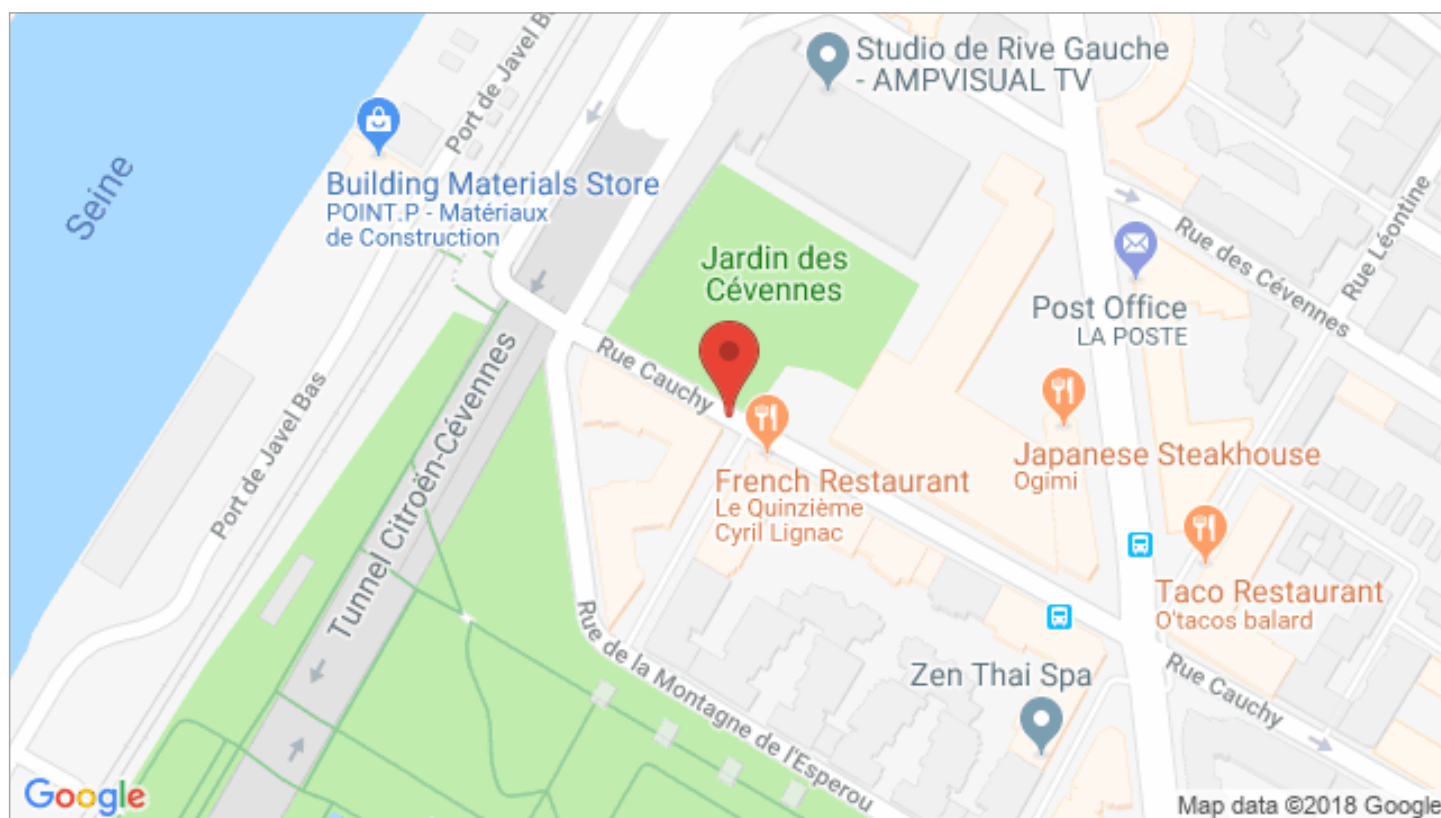 Port de Javel B
Studio de Rive Gauche
- AMPVISUAL TV
Seine
Building Materials Store
POINT.P - Matériaux
de Construction
Rue Léontine
Jardin des
Cévennes
Rue des Cévennes
Post Office
LA POSTE
Rue Cauchy
Port de Javel Bas
Tunnel Citroën-Cévennes
French Restaurant
Le Quinzième
Cyril Lignac
Japanese Steakhouse
Ogimi
Taco Restaurant
O'tacos balard
Rue de la Montagne de l'Esperou
Zen Thai Spa
Rue Cauchy
Google
Map data ©2018 Google